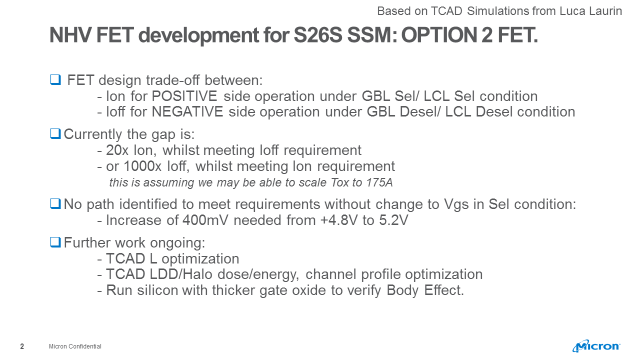 Based on TCAD Simulations from Luca Laurin
NHV FET development for S26S SSM: OPTION 2 FET.
FET design trade-off between:
- Ion for POSITIVE side operation under GBL Sel/ LCL Sel condition
- Ioff for NEGATIVE side operation under GBL Desel/ LCL Desel condition
Currently the gap is:
- 20x Ion, whilst meeting Ioff requirement
- or 1000x Ioff, whilst meeting Ion requirement
this is assuming we may be able to scale Tox to 175A
No path identified to meet requirements without change to Vgs in Sel condition:
- Increase of 400mV needed from +4.8V to 5.2V
Further work ongoing:
- TCAD L optimization
- TCAD LDD/Halo dose/energy, channel profile optimization
- Run silicon with thicker gate oxide to verify Body Effect.
2 Micron Confidential
Micron